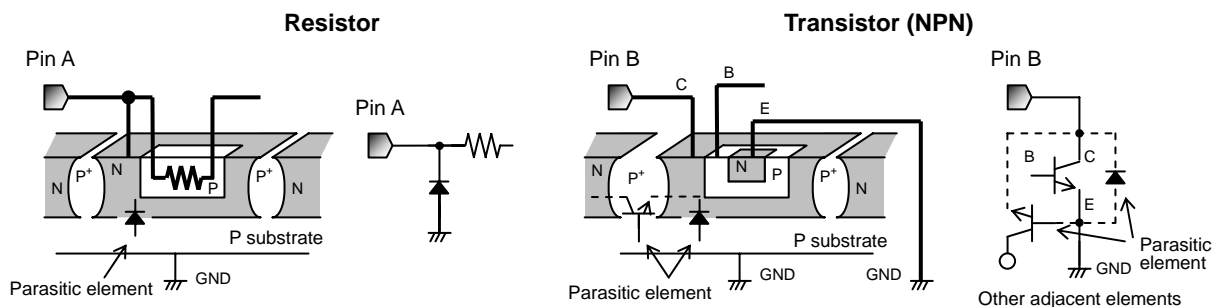 Resistor
Transistor (NPN)
Pin A
Pin A
N
P+
N
P
P+
N
P substrate
Parasitic element
GND
Pin B
C
B
E
N
P+
N
N
P
P+
N
P substrate
Parasitic element
GND
GND
Pin B
B
C
E
GND
Parasitic
element
Other adjacent elements